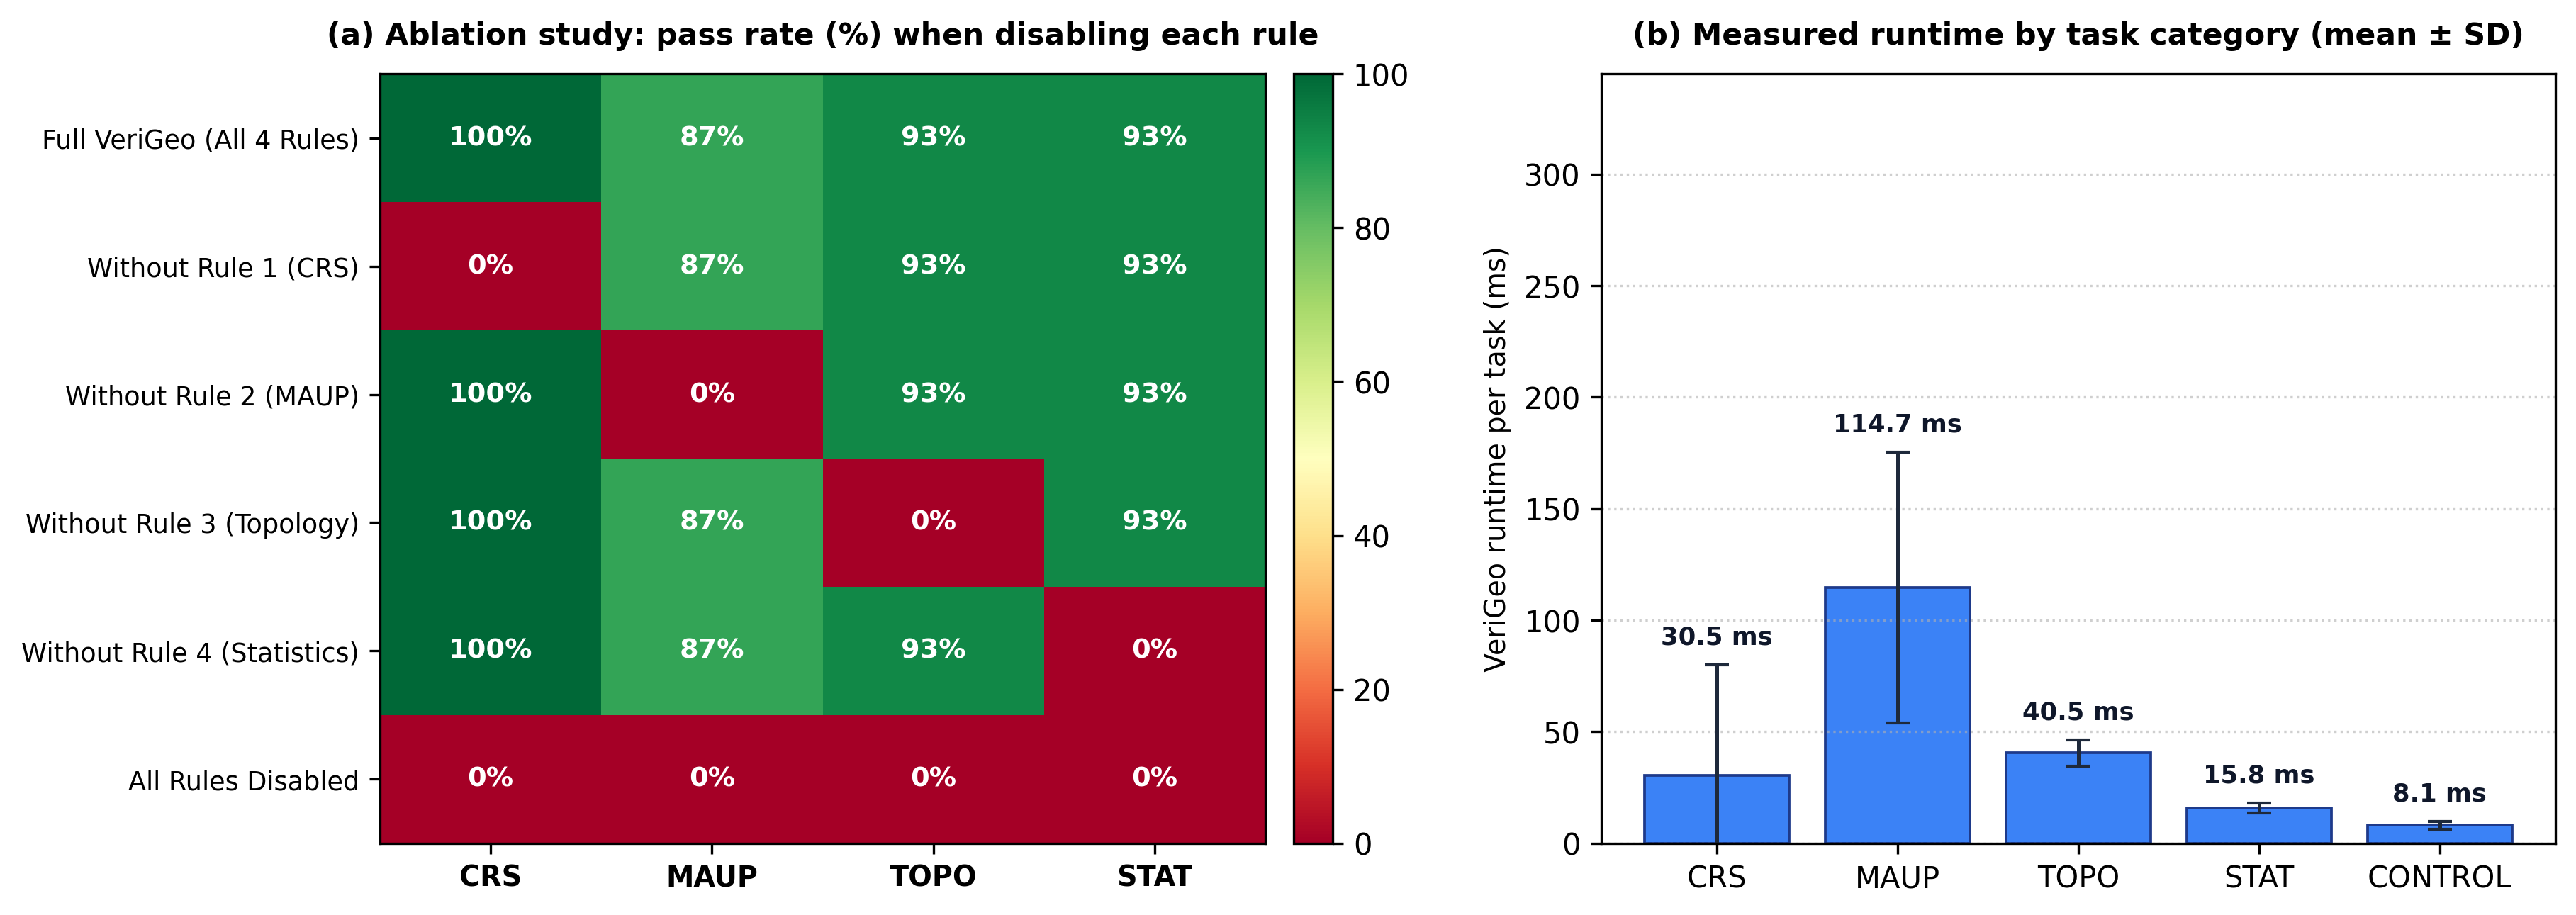 (a) Ablation study: pass rate (%) when disabling each rule
Full VeriGeo (All 4 Rules) 100% 87% 93% 93%
Without Rule 1 (CRS) 0% 87% 93% 93%
Without Rule 2 (MAUP) 100% 0% 93% 93%
Without Rule 3 (Topology) 100% 87% 0% 93%
Without Rule 4 (Statistics) 100% 87% 93% 0%
All Rules Disabled 0% 0% 0% 0%
CRS MAUP TOPO STAT
100
80
60
40
20
0
(b) Measured runtime by task category (mean ± SD)
VeriGeo runtime per task (ms)
300
250
200
150
100
50
0
30.5 ms
114.7 ms
40.5 ms
15.8 ms
8.1 ms
CRS MAUP TOPO STAT CONTROL